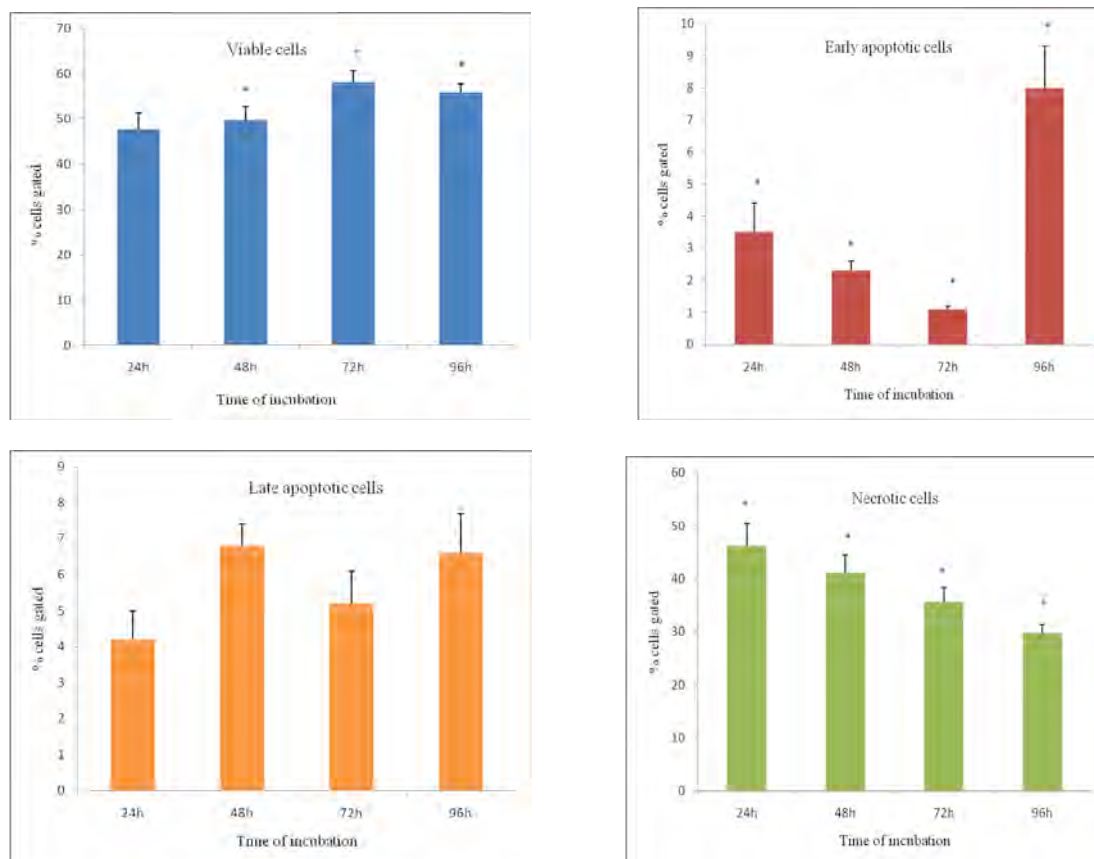 Viable cells
% cells gated
70
60
50
40
30
20
10
0
24h 48h 72h 96h
Time of incubation
* + *
Early apoptotic cells
% cells gated
10
9
8
7
6
5
4
3
2
1
0
24h 48h 72h 96h
Time of incubation
* * * *
Late apoptotic cells
% cells gated
9
8
7
6
5
4
3
2
1
0
24h 48h 72h 96h
Time of incubation
Necrotic cells
% cells gated
60
50
40
30
20
10
0
24h 48h 72h 96h
Time of incubation
* * * *